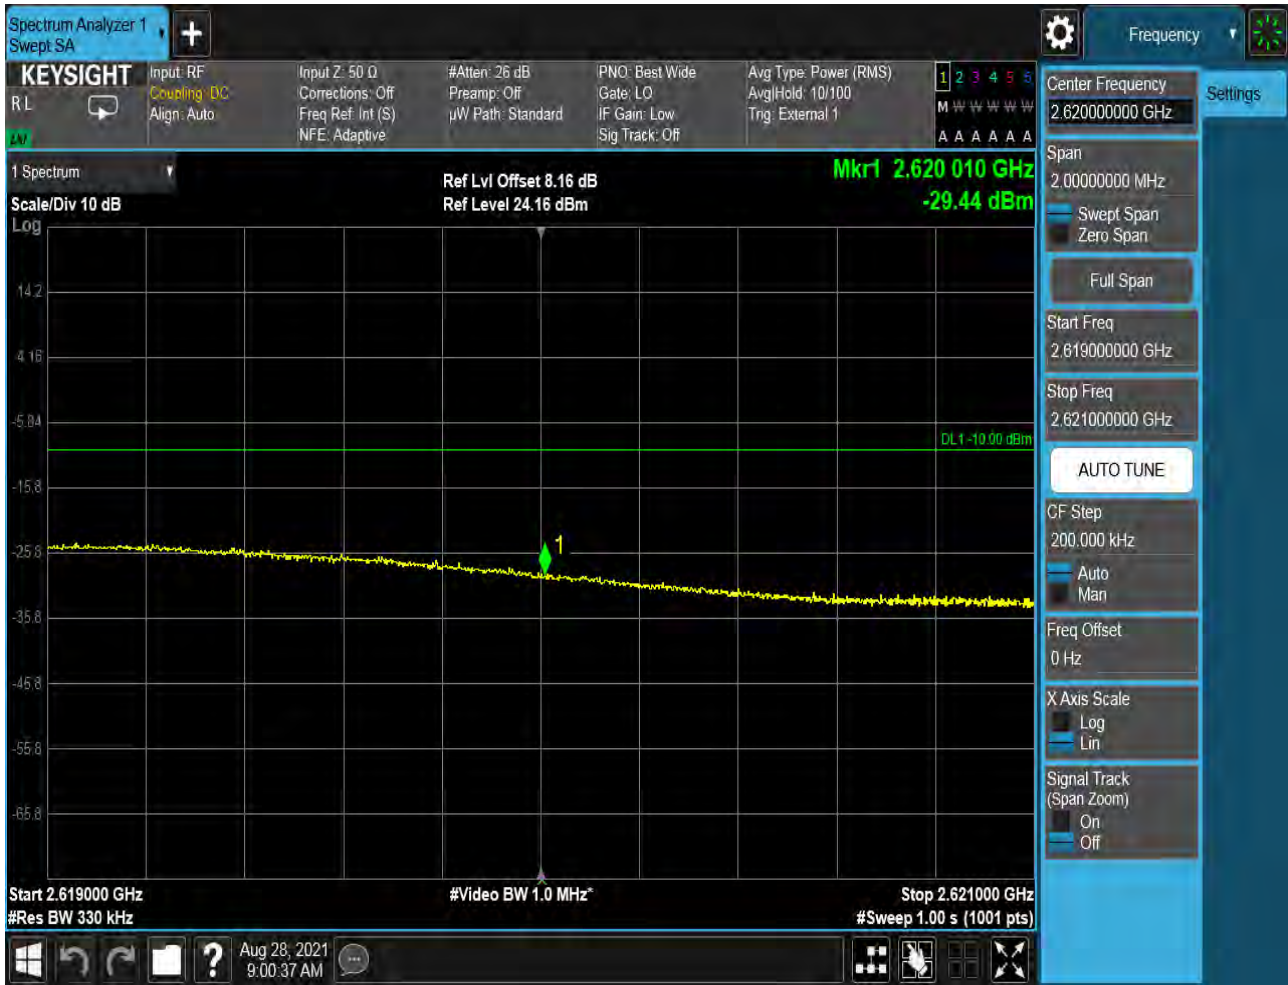 Spectrum Analyzer 1
Swept SA
Frequency
KEYSIGHT
R L
LXI
Input: RF
Coupling: DC
Align: Auto
Input Z: 50 Ω
Corrections: Off
Freq Ref: Int (S)
NFE: Adaptive
#Atten: 26 dB
Preamp: Off
µW Path: Standard
PNO: Best Wide
Gate: LO
IF Gain: Low
Sig Track: Off
Avg Type: Power (RMS)
Avg|Hold: 10/100
Trig: External 1
1 2 3 4 5 6
M W W W W W
A A A A A A
Center Frequency
2.620000000 GHz
Settings
1 Spectrum
Scale/Div 10 dB
Ref Lvl Offset 8.16 dB
Ref Level 24.16 dBm
Mkr1 2.620 010 GHz
-29.44 dBm
Span
2.00000000 MHz
Swept Span
Zero Span
Full Span
Start Freq
2.619000000 GHz
Stop Freq
2.621000000 GHz
AUTO TUNE
CF Step
200.000 kHz
Auto
Man
Freq Offset
0 Hz
X Axis Scale
Log
Lin
Signal Track
(Span Zoom)
On
Off
Log
14.2
4.16
-5.84
DL1 -10.00 dBm
-15.8
-25.8
1
-35.8
-45.8
-55.8
-65.8
Start 2.619000 GHz
#Video BW 1.0 MHz*
Stop 2.621000 GHz
#Res BW 330 kHz
#Sweep 1.00 s (1001 pts)
?
Aug 28, 2021
9:00:37 AM